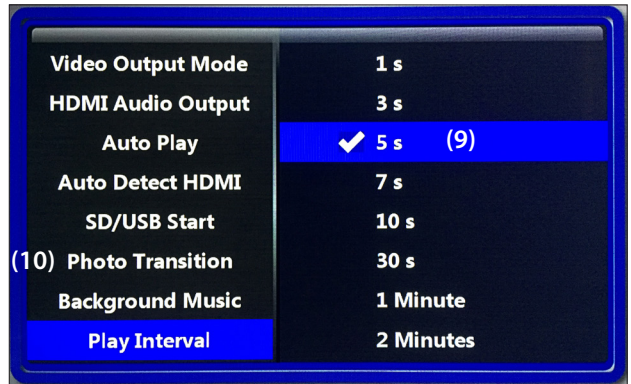 Video Output Mode
HDMI Audio Output
Auto Play
Auto Detect HDMI
SD/USB Start
(10) Photo Transition
Background Music
Play Interval
1 s
3 s
5 s (9)
7 s
10 s
30 s
1 Minute
2 Minutes